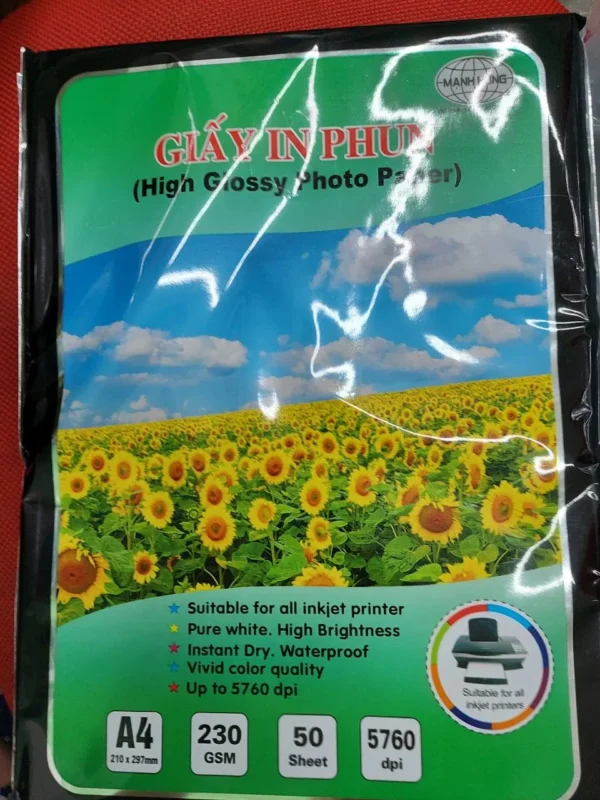 MANH HÙNG
GIẤY IN PHUN
(High Glossy Photo Paper)
★ Suitable for all inkjet printer
★ Pure white. High Brightness
★ Instant Dry. Waterproof
★ Vivid color quality
★ Up to 5760 dpi
Suitable for all
inkjet printers
A4
210 x 297mm
230
GSM
50
Sheet
5760
dpi